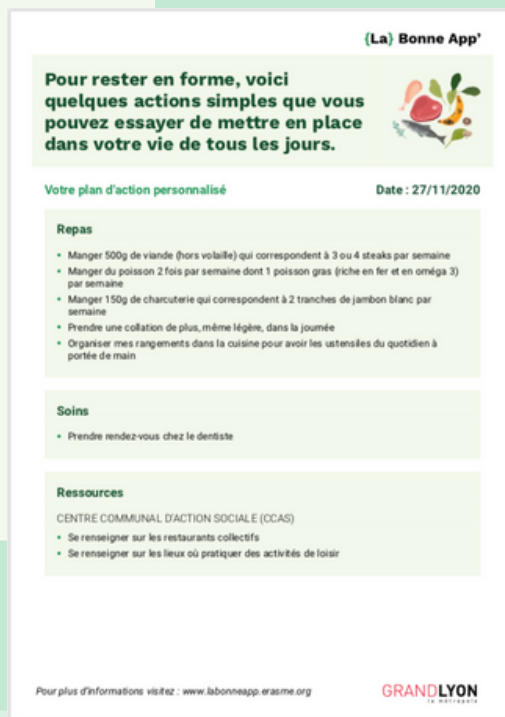 {La} Bonne App'
Pour rester en forme, voici
quelques actions simples que vous
pouvez essayer de mettre en place
dans votre vie de tous les jours.
Votre plan d'action personnalisé
Date : 27/11/2020
Repas
• Manger 500g de viande (hors volaille) qui correspondent à 3 ou 4 steaks par semaine
• Manger du poisson 2 fois par semaine dont 1 poisson gras (riche en fer et en oméga 3)
par semaine
• Manger 150g de charcuterie qui correspondent à 2 tranches de jambon blanc par
semaine
• Prendre une collation de plus, même légère, dans la journée
• Organiser mes rangements dans la cuisine pour avoir les ustensiles du quotidien à
portée de main
Soins
• Prendre rendez-vous chez le dentiste
Ressources
CENTRE COMMUNAL D'ACTION SOCIALE (CCAS)
• Se renseigner sur les restaurants collectifs
• Se renseigner sur les lieux où pratiquer des activités de loisir
Pour plus d'informations visitez : www.labonneapp.erasme.org
GRANDLYON
la métropole